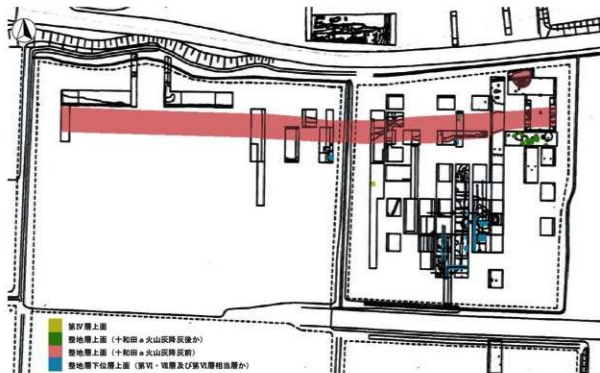 第Ⅳ層上面
整地層上面（十和田a火山灰降灰後か）
整地層上面（十和田a火山灰降灰前）
整地層下位層上面（第Ⅵ・Ⅶ層及び第Ⅵ層相当層か）